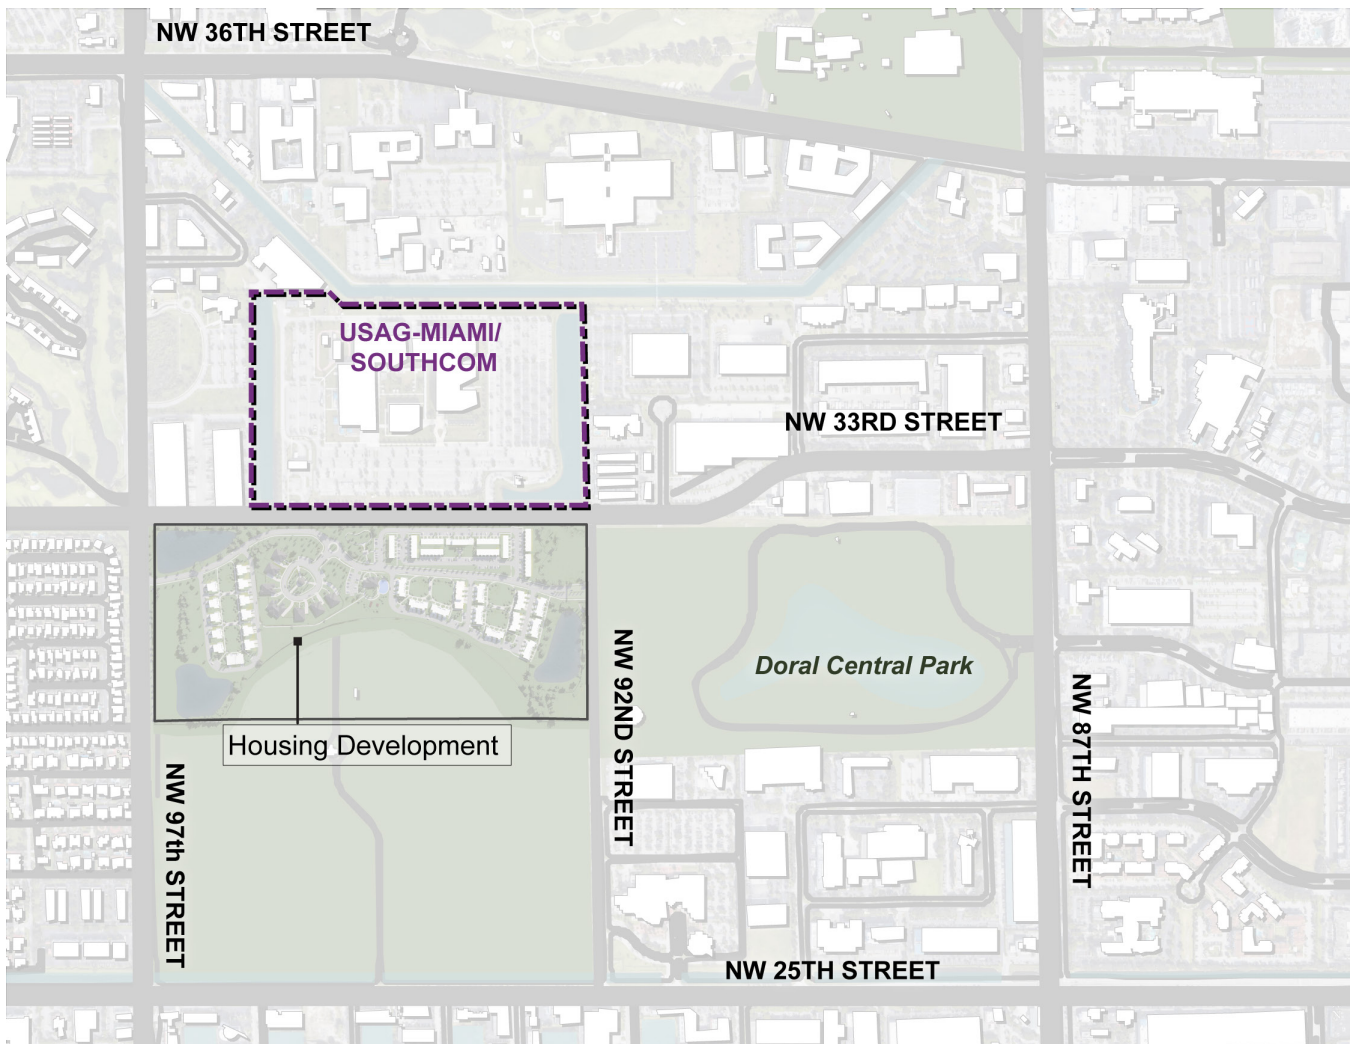 NW 36TH STREET
USAG-MIAMI/
SOUTHCOM
NW 33RD STREET
Doral Central Park
NW 92ND STREET
NW 87TH STREET
Housing Development
NW 97th STREET
NW 25TH STREET